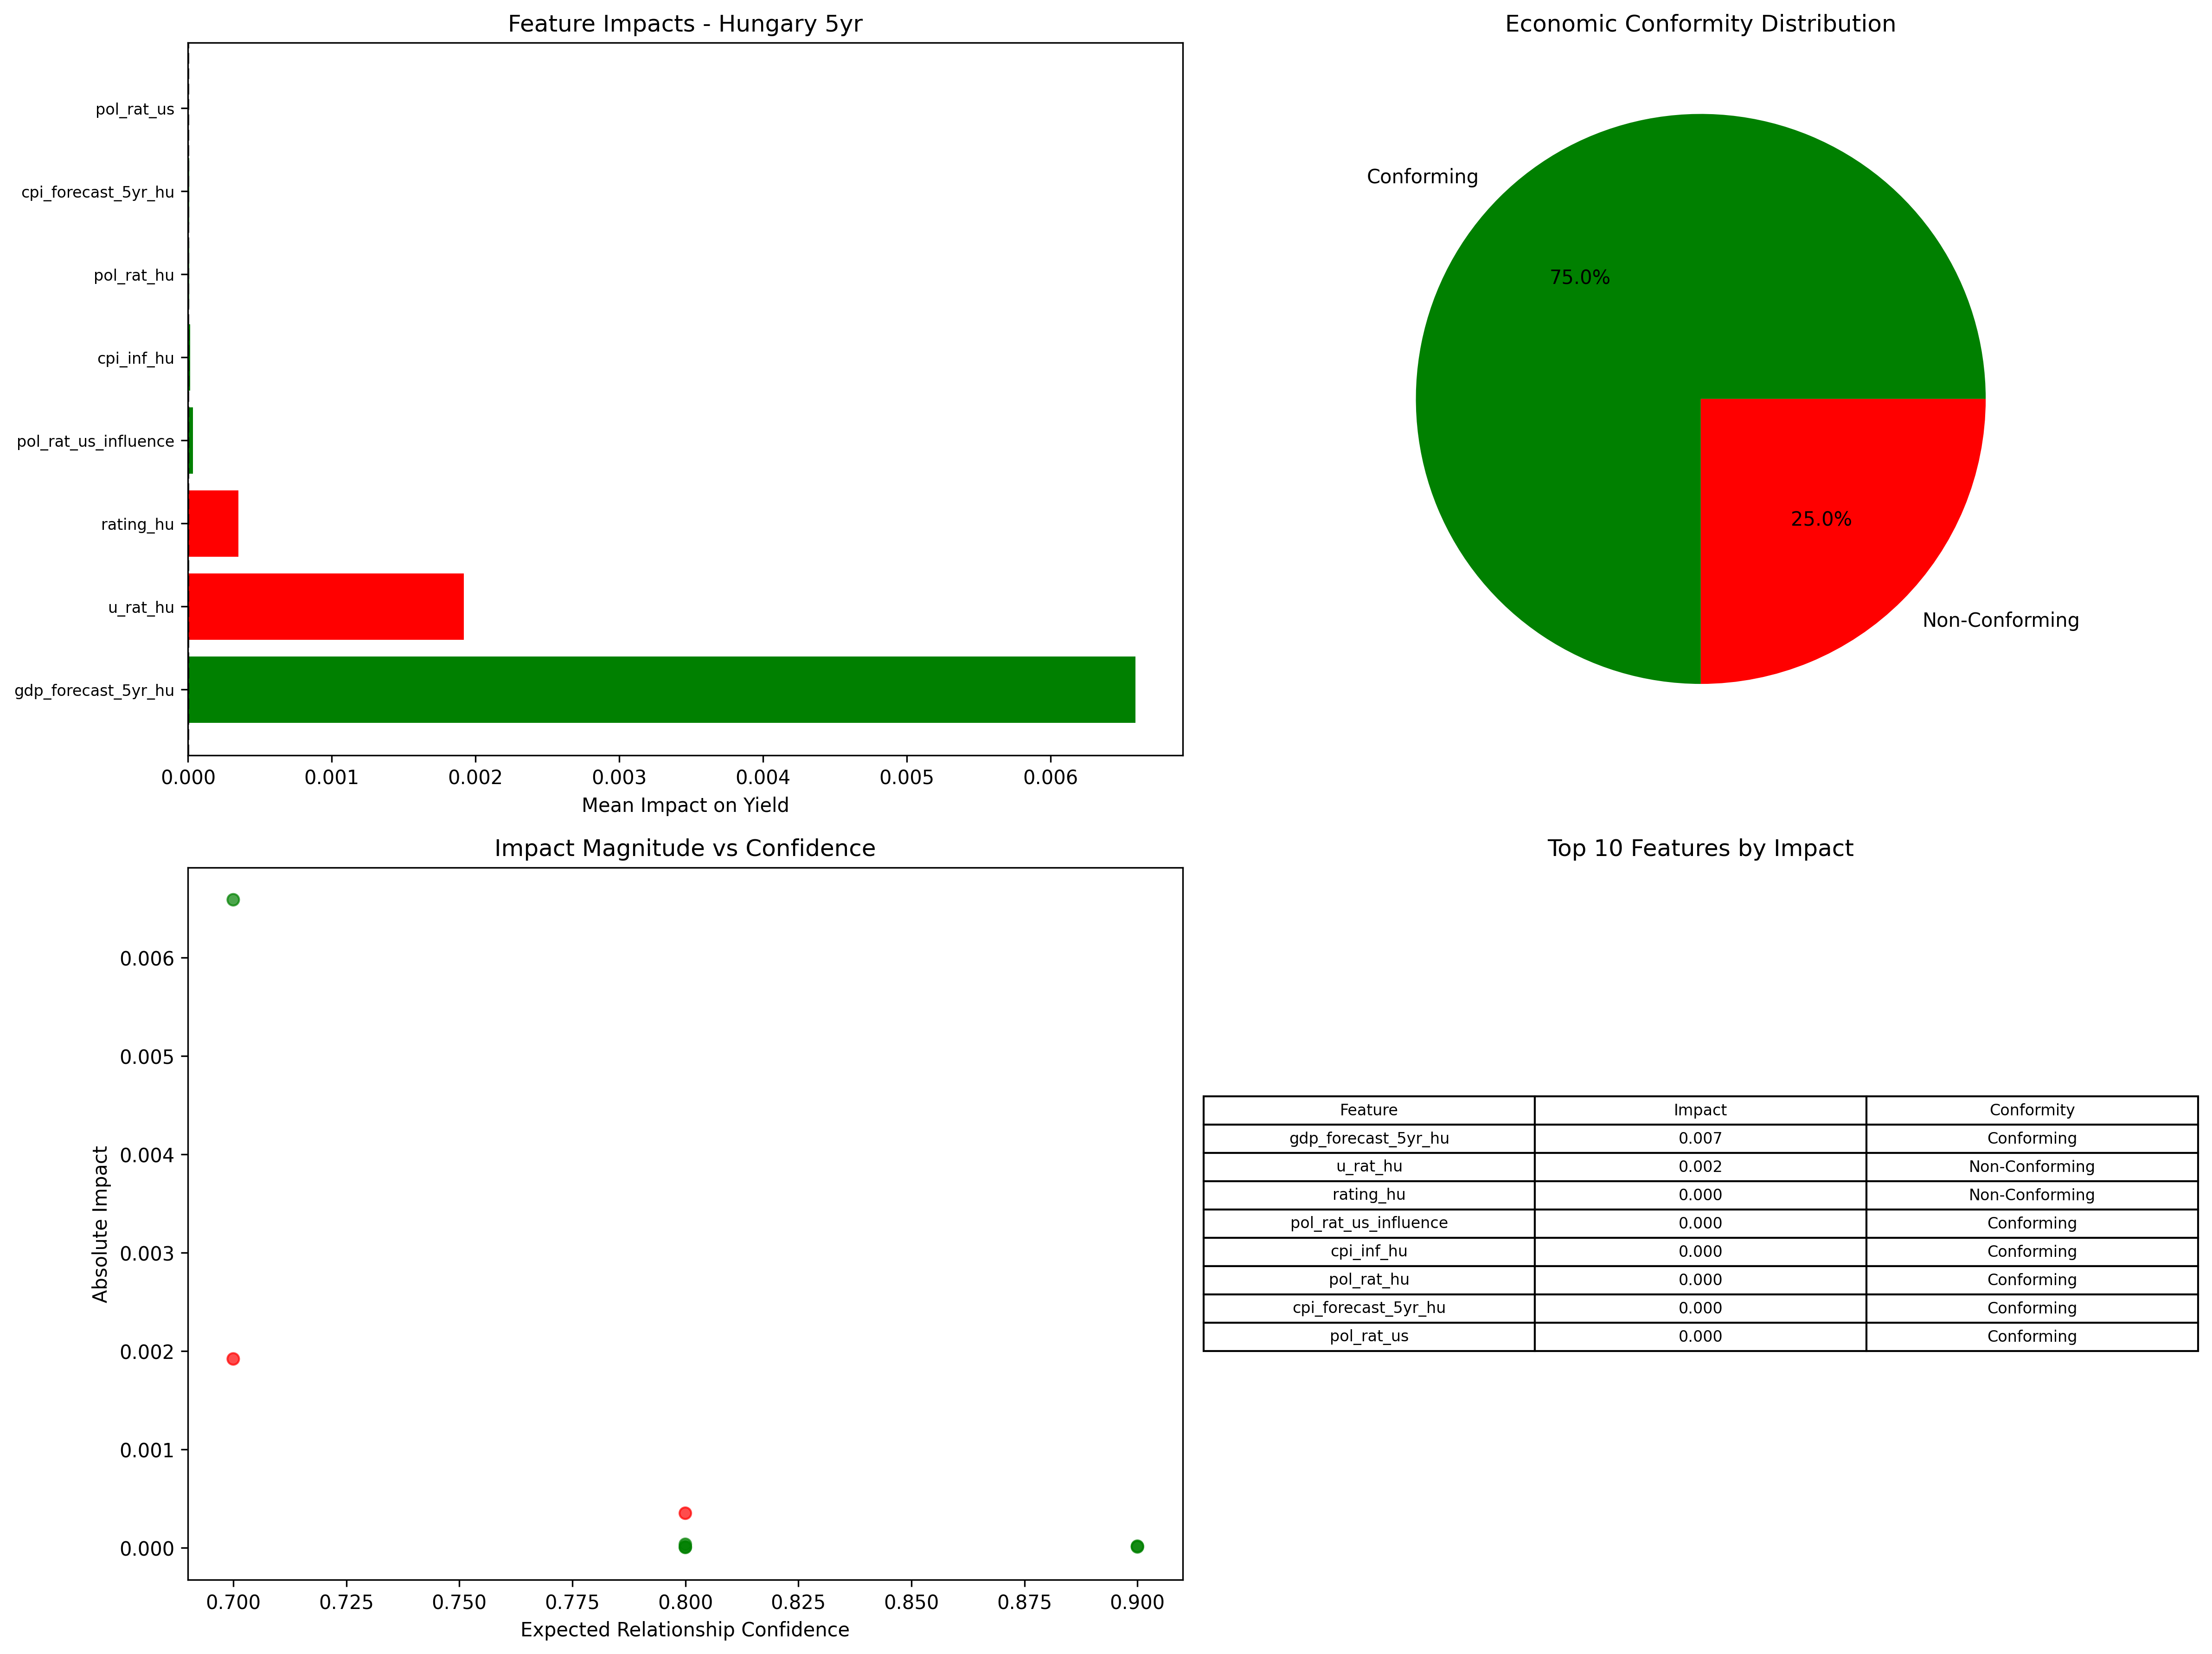 Feature Impacts - Hungary 5yr
pol_rat_us
cpi_forecast_5yr_hu
pol_rat_hu
cpi_inf_hu
pol_rat_us_influence
rating_hu
u_rat_hu
gdp_forecast_5yr_hu
0.000 0.001 0.002 0.003 0.004 0.005 0.006
Mean Impact on Yield
Economic Conformity Distribution
Conforming
75.0%
25.0%
Non-Conforming
Impact Magnitude vs Confidence
Absolute Impact
0.006
0.005
0.004
0.003
0.002
0.001
0.000
0.700 0.725 0.750 0.775 0.800 0.825 0.850 0.875 0.900
Expected Relationship Confidence
Top 10 Features by Impact
Feature Impact Conformity
gdp_forecast_5yr_hu 0.007 Conforming
u_rat_hu 0.002 Non-Conforming
rating_hu 0.000 Non-Conforming
pol_rat_us_influence 0.000 Conforming
cpi_inf_hu 0.000 Conforming
pol_rat_hu 0.000 Conforming
cpi_forecast_5yr_hu 0.000 Conforming
pol_rat_us 0.000 Conforming